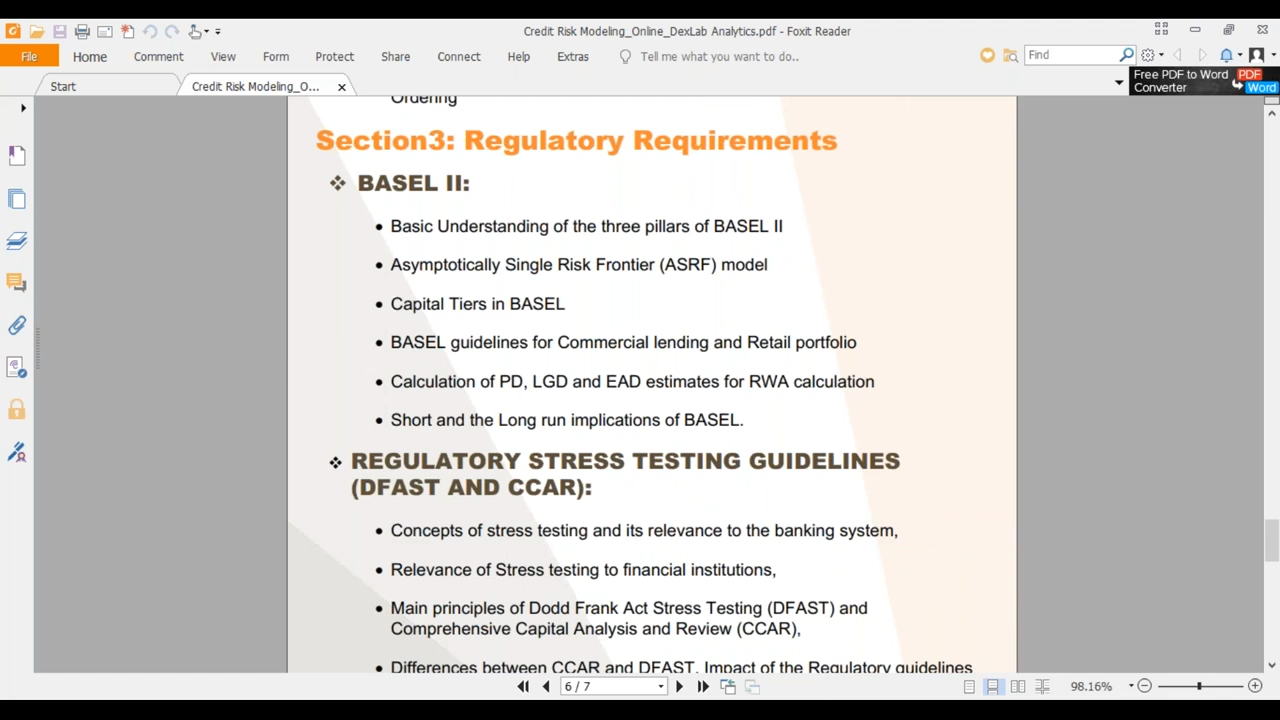 Credit Risk Modeling_Online_DexLab Analytics.pdf - Foxit Reader
File Home Comment View Form Protect Share Connect Help Extras Tell me what you want to do.. Find
Start Credit Risk Modeling_O...
Free PDF to Word
Converter
PDF
Word
Ordering
Section3: Regulatory Requirements
BASEL II:
Basic Understanding of the three pillars of BASEL II
Asymptotically Single Risk Frontier (ASRF) model
Capital Tiers in BASEL
BASEL guidelines for Commercial lending and Retail portfolio
Calculation of PD, LGD and EAD estimates for RWA calculation
Short and the Long run implications of BASEL.
REGULATORY STRESS TESTING GUIDELINES
(DFAST AND CCAR):
Concepts of stress testing and its relevance to the banking system,
Relevance of Stress testing to financial institutions,
Main principles of Dodd Frank Act Stress Testing (DFAST) and
Comprehensive Capital Analysis and Review (CCAR),
Differences between CCAR and DFAST, Impact of the Regulatory guidelines
6 / 7
98.16%